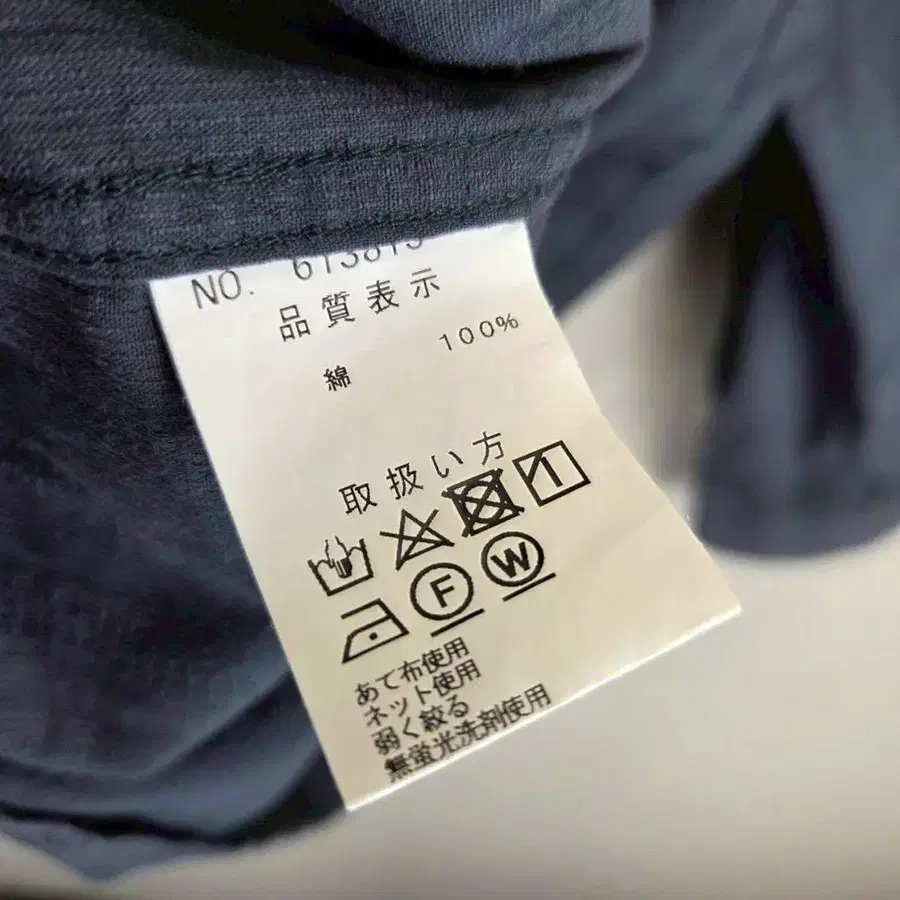 NO. 613815
品質表示
綿 100%
取扱い方
F W
あて布使用
ネット使用
弱く絞る
無蛍光洗剤使用